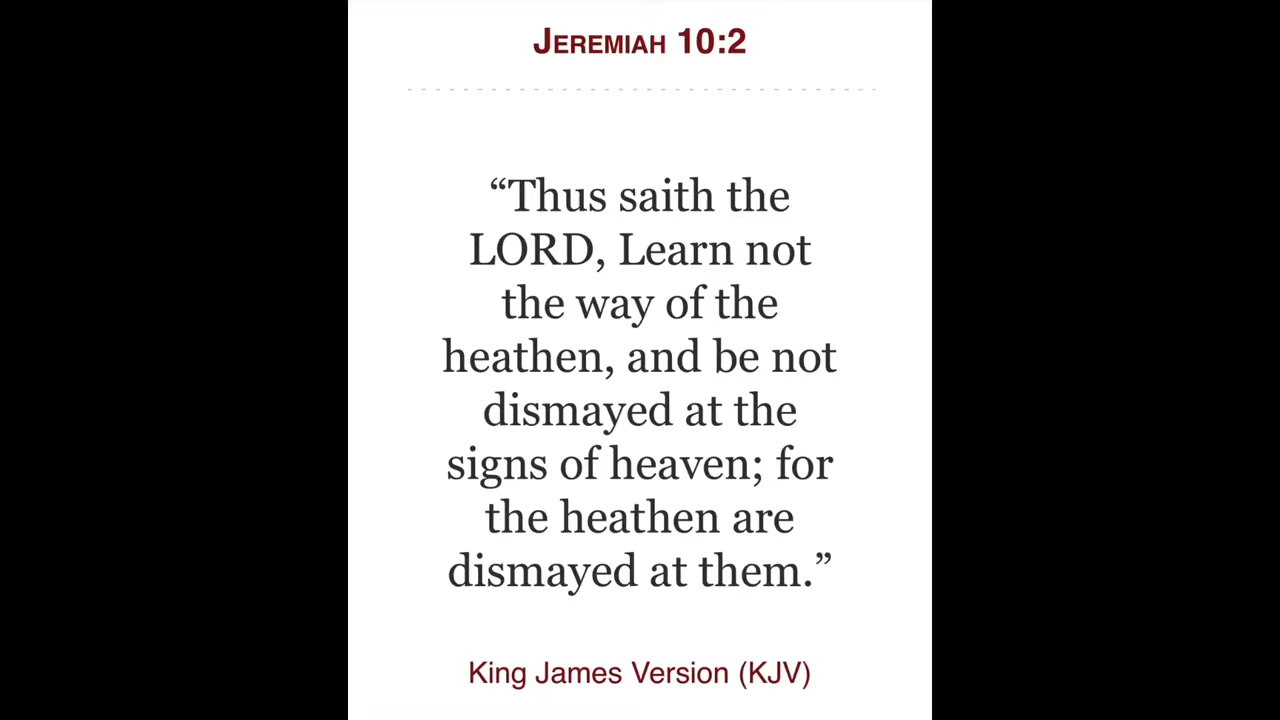 Jeremiah 10:2
“Thus saith the
LORD, Learn not
the way of the
heathen, and be not
dismayed at the
signs of heaven; for
the heathen are
dismayed at them.”
King James Version (KJV)